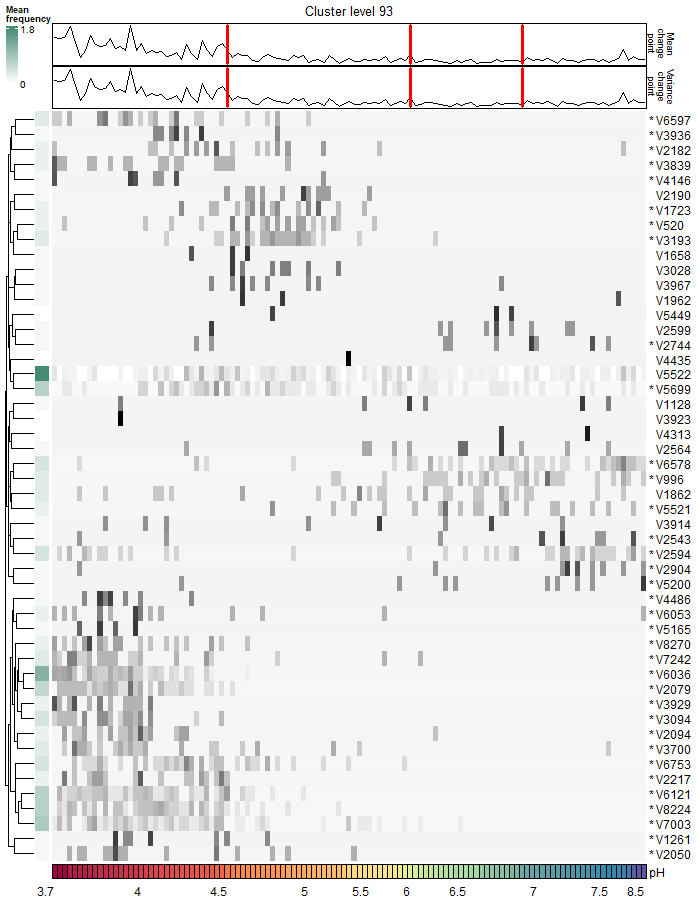 Mean
frequency
1.8
0
Cluster level 93
Mean
change
point
Variance
change
point
* V6597
* V3936
* V2182
* V3839
* V4146
V2190
* V1723
* V520
* V3193
V1658
V3028
V3967
V1962
V5449
V2599
* V2744
V4435
V5522
* V5699
V1128
V3923
V4313
V2564
* V6578
* V996
V1862
* V5521
V3914
* V2543
* V2594
* V2904
* V5200
* V4486
* V6053
* V5165
* V8270
* V7242
* V6036
* V2079
* V3929
* V3094
* V2094
* V3700
* V6753
* V2217
* V6121
* V8224
* V7003
* V1261
* V2050
pH
3.7 4 4.5 5 5.5 6 6.5 7 7.5 8.5